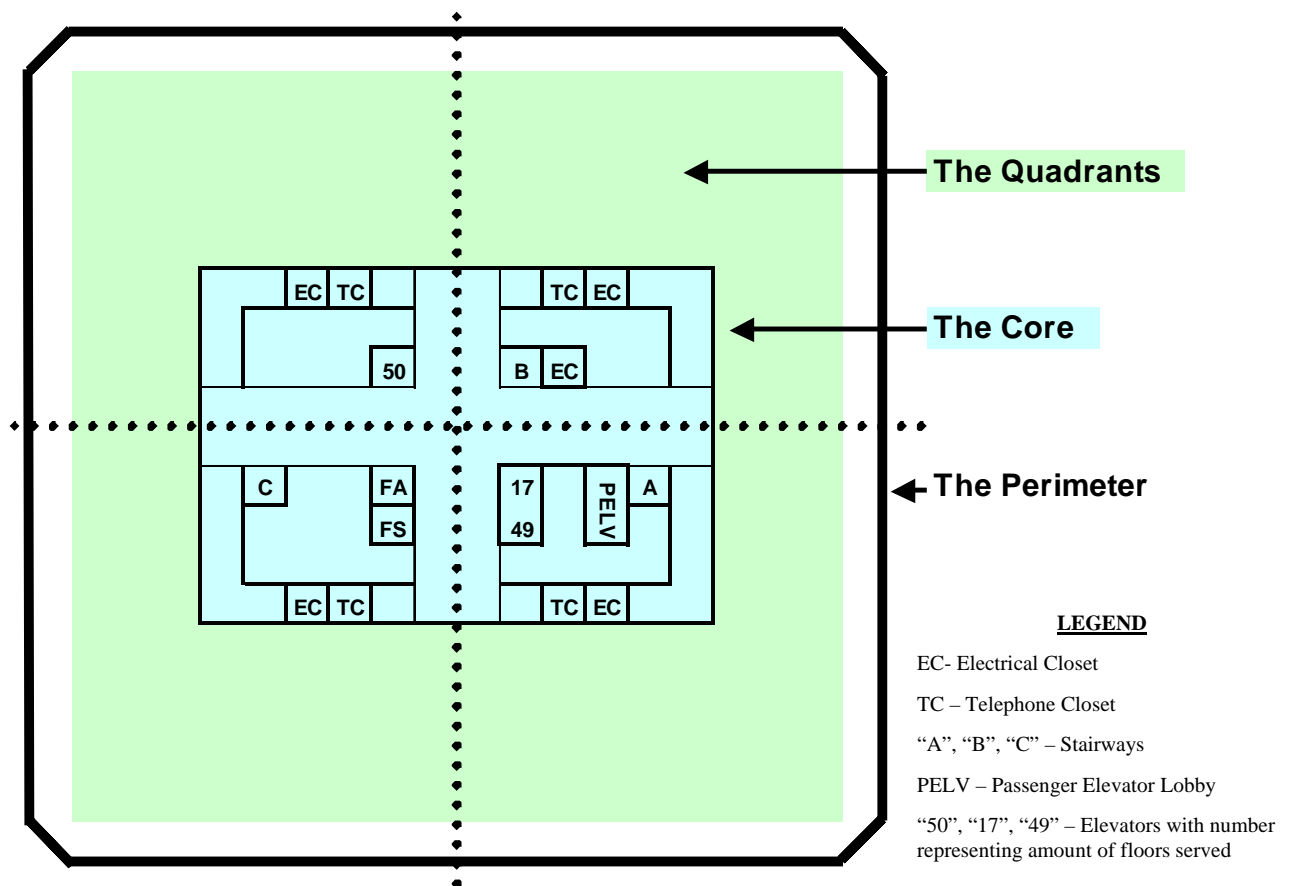 The Quadrants
EC TC TC EC
The Core
50 B EC
C FA 17 PELV A
The Perimeter
FS 49
EC TC TC EC
LEGEND
EC- Electrical Closet
TC – Telephone Closet
“A”, “B”, “C” – Stairways
PELV – Passenger Elevator Lobby
“50”, “17”, “49” – Elevators with number
representing amount of floors served